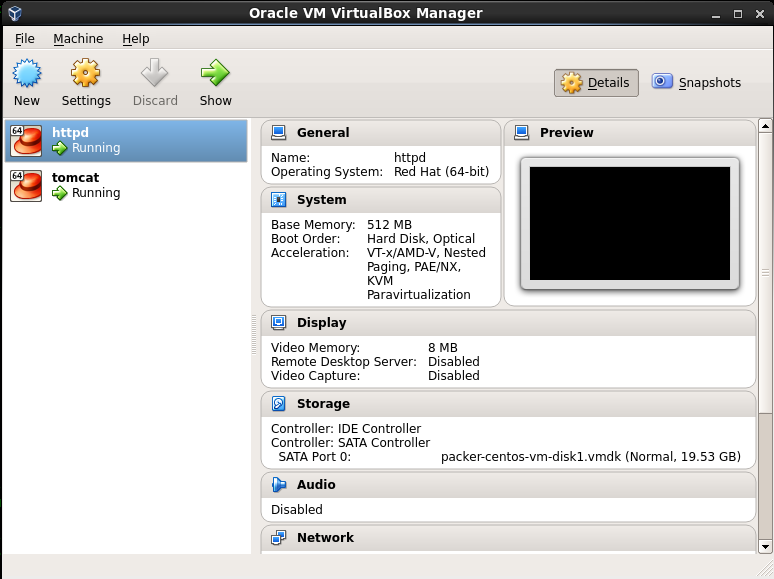 Oracle VM VirtualBox Manager
File Machine Help
New Settings Discard Show Details Snapshots
64 httpd
Running
64 tomcat
Running
General
Name: httpd
Operating System: Red Hat (64-bit)
System
Base Memory: 512 MB
Boot Order: Hard Disk, Optical
Acceleration: VT-x/AMD-V, Nested
Paging, PAE/NX,
KVM
Paravirtualization
Preview
Display
Video Memory: 8 MB
Remote Desktop Server: Disabled
Video Capture: Disabled
Storage
Controller: IDE Controller
Controller: SATA Controller
SATA Port 0: packer-centos-vm-disk1.vmdk (Normal, 19.53 GB)
Audio
Disabled
Network